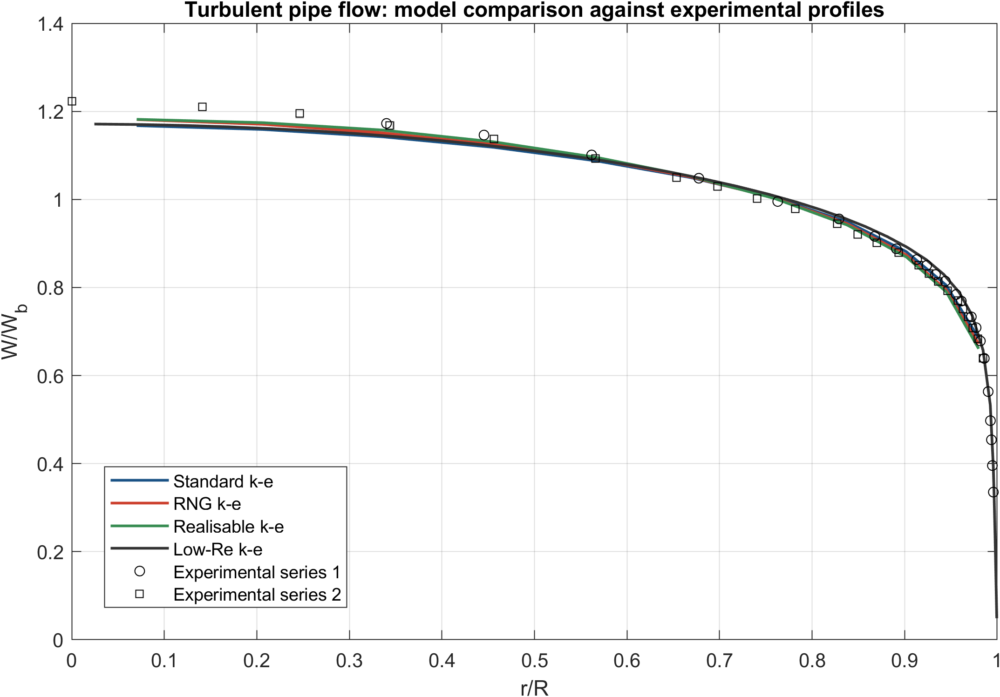 Turbulent pipe flow: model comparison against experimental profiles
1.4
1.2
1
0.8
0.6
0.4
0.2
0
W/W_b
Standard k-e
RNG k-e
Realisable k-e
Low-Re k-e
Experimental series 1
Experimental series 2
0 0.1 0.2 0.3 0.4 0.5 0.6 0.7 0.8 0.9 1
r/R